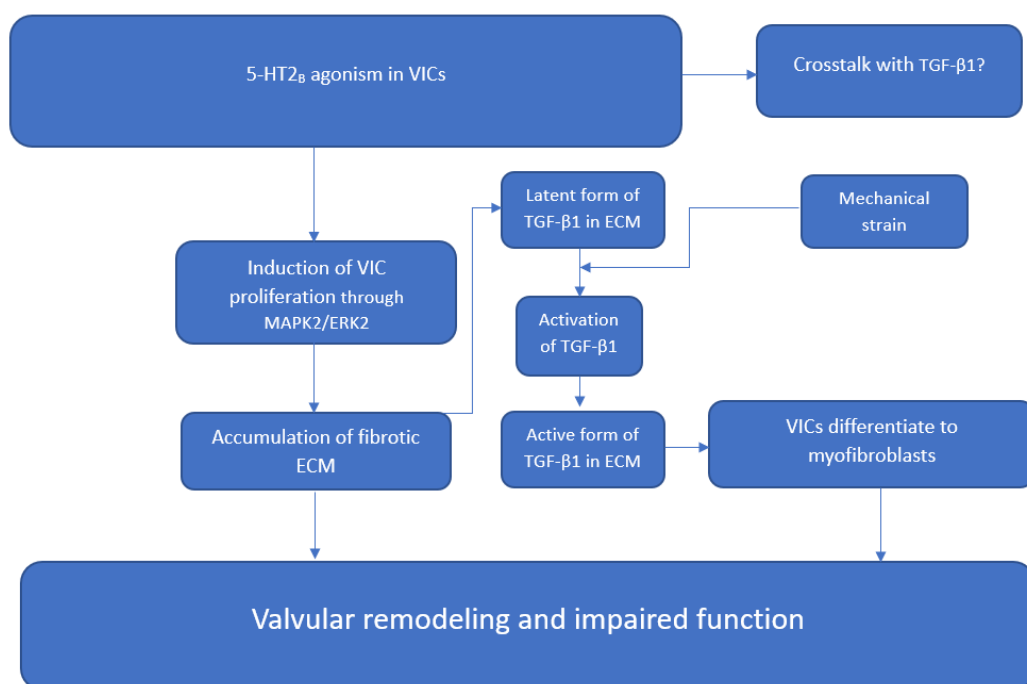 5-HT2B agonism in VICs
Crosstalk with TGF-β1?
Latent form of
TGF-β1 in ECM
Mechanical
strain
Induction of VIC
proliferation through
MAPK2/ERK2
Activation
of TGF-β1
Accumulation of fibrotic
ECM
Active form of
TGF-β1 in ECM
VICs differentiate to
myofibroblasts
Valvular remodeling and impaired function